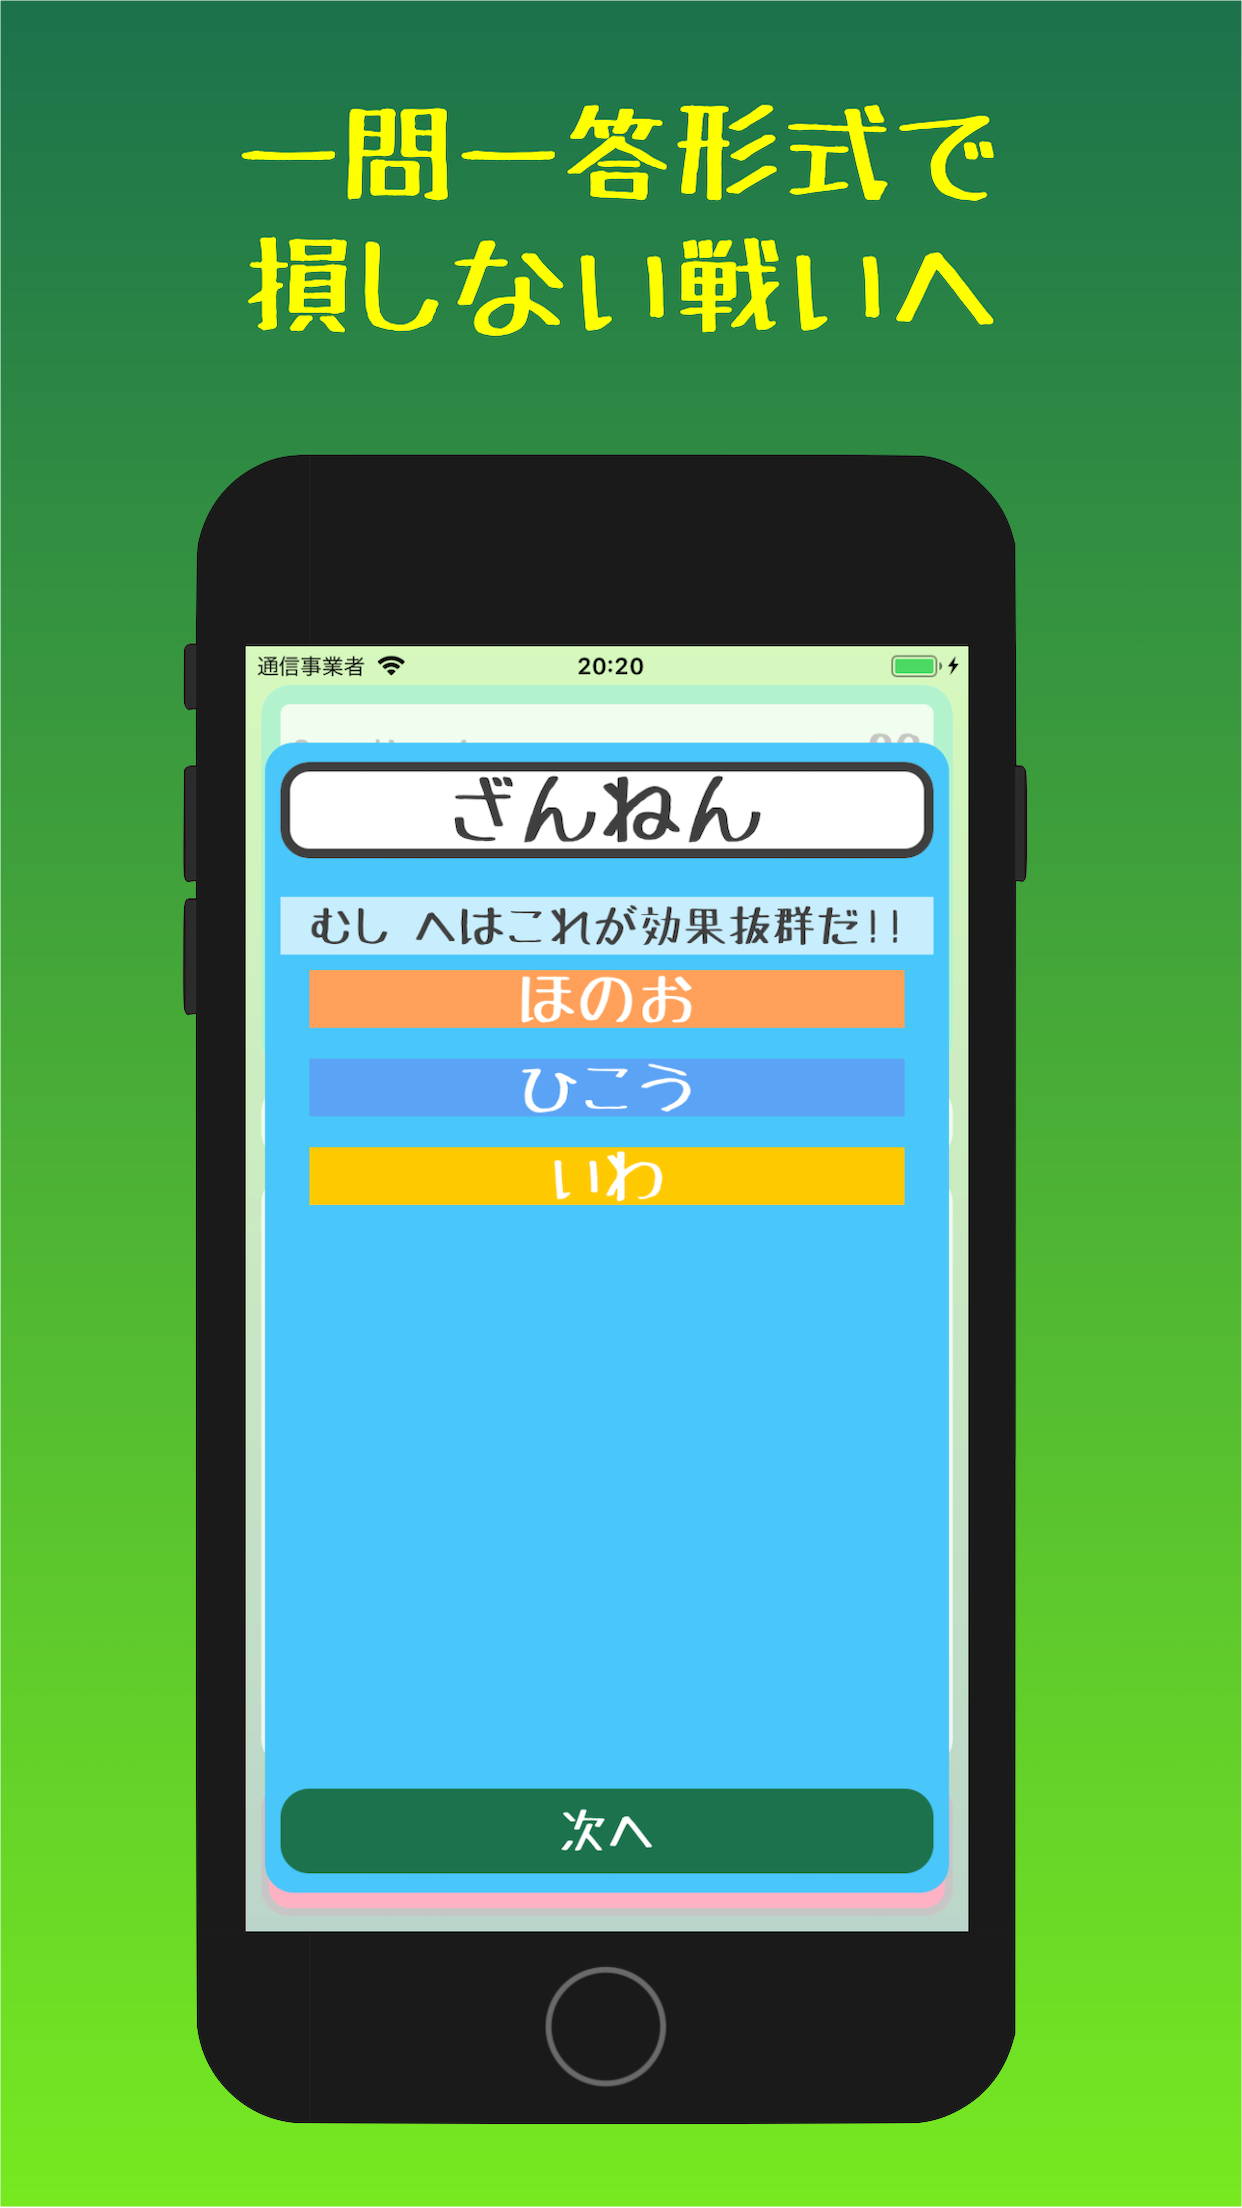 一問一答形式で
損しない戦いへ
通信事業者 20:20
ざんねん
むし へはこれが効果抜群だ!!
ほのお
ひこう
いわ
次へ